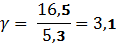 γ = 16,5 / 5,3 = 3,1